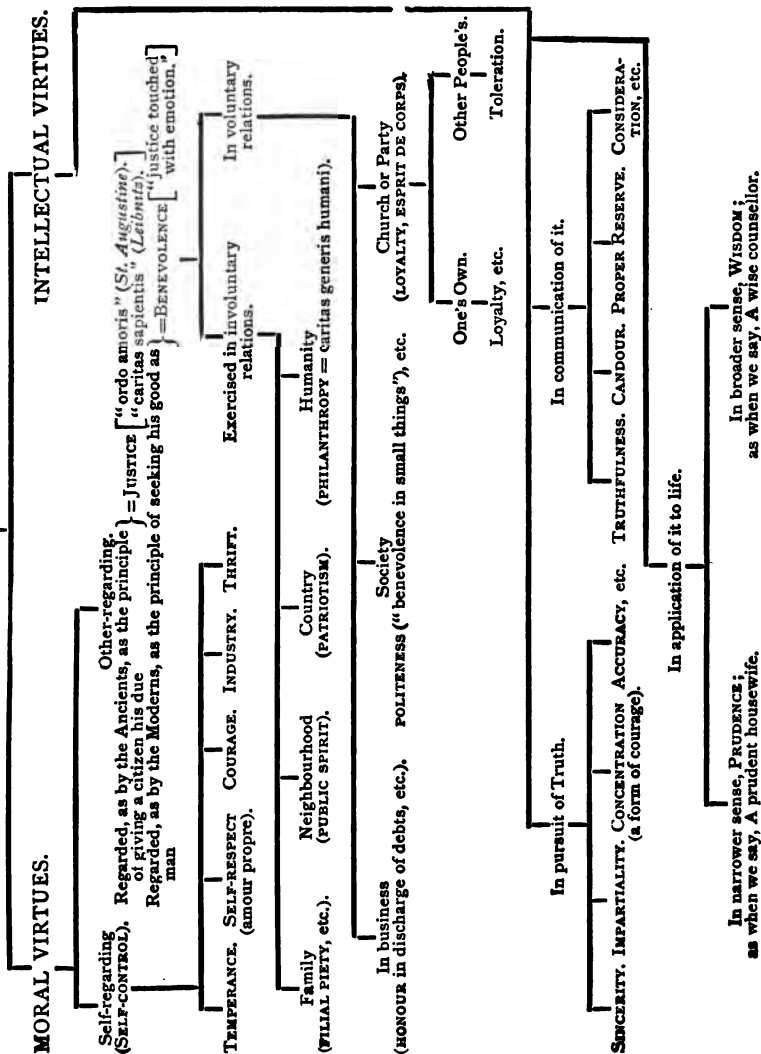 MORAL VIRTUES.
INTELLECTUAL VIRTUES.
Self-regarding
(SELF-CONTROL).
Other-regarding.
Regarded, as by the Ancients, as the principle
of giving a citizen his due
}=JUSTICE
["ordo amoris" (St. Augustine).
"caritas sapientis" (Leibnitz).]
Regarded, as by the Moderns, as the principle of seeking his good as
man
}=BENEVOLENCE
["justice touched
with emotion."]
TEMPERANCE. SELF-RESPECT COURAGE. INDUSTRY. THRIFT.
(amour propre).
Exercised in involuntary
relations.
In voluntary
relations.
Family
(FILIAL PIETY, etc.).
Neighbourhood
(PUBLIC SPIRIT).
Country
(PATRIOTISM).
Humanity
(PHILANTHROPY = caritas generis humani).
In business
(HONOUR in discharge of debts, etc.).
Society
POLITENESS ("benevolence in small things"), etc.
Church or Party
(LOYALTY, ESPRIT DE CORPS).
One's Own.
Loyalty, etc.
Other People's.
Toleration.
In pursuit of Truth.
In communication of it.
SINCERITY. IMPARTIALITY. CONCENTRATION ACCURACY, etc.
(a form of courage).
TRUTHFULNESS. CANDOUR. PROPER RESERVE. CONSIDERA-
TION, etc.
In application of it to life.
In narrower sense, PRUDENCE;
as when we say, A prudent housewife.
In broader sense, WISDOM;
as when we say, A wise counsellor.